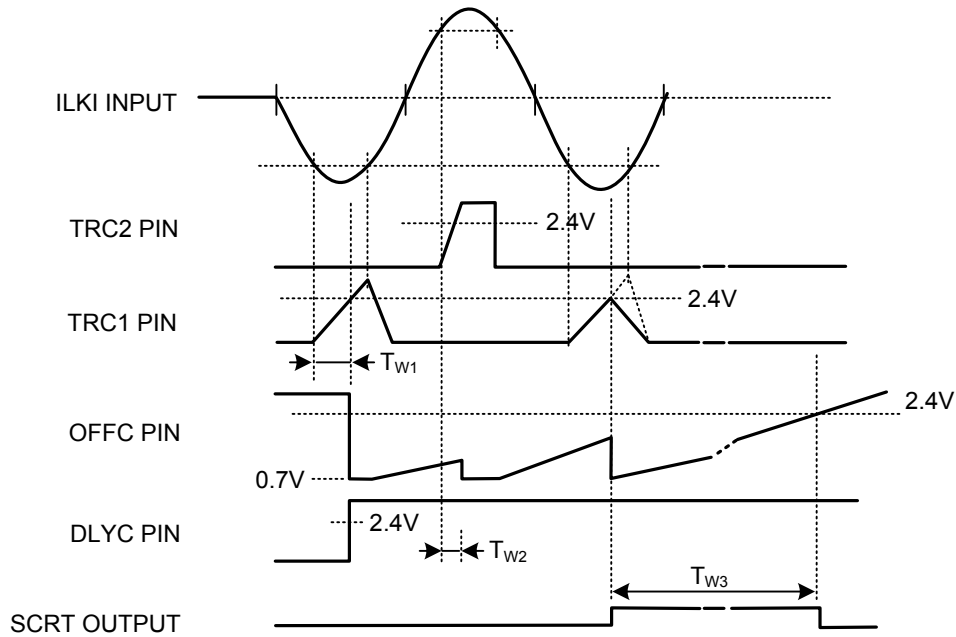 ILKI INPUT
TRC2 PIN
2.4V
2.4V
TRC1 PIN
TW1
2.4V
OFFC PIN
0.7V
2.4V
DLYC PIN
TW2
TW3
SCRT OUTPUT